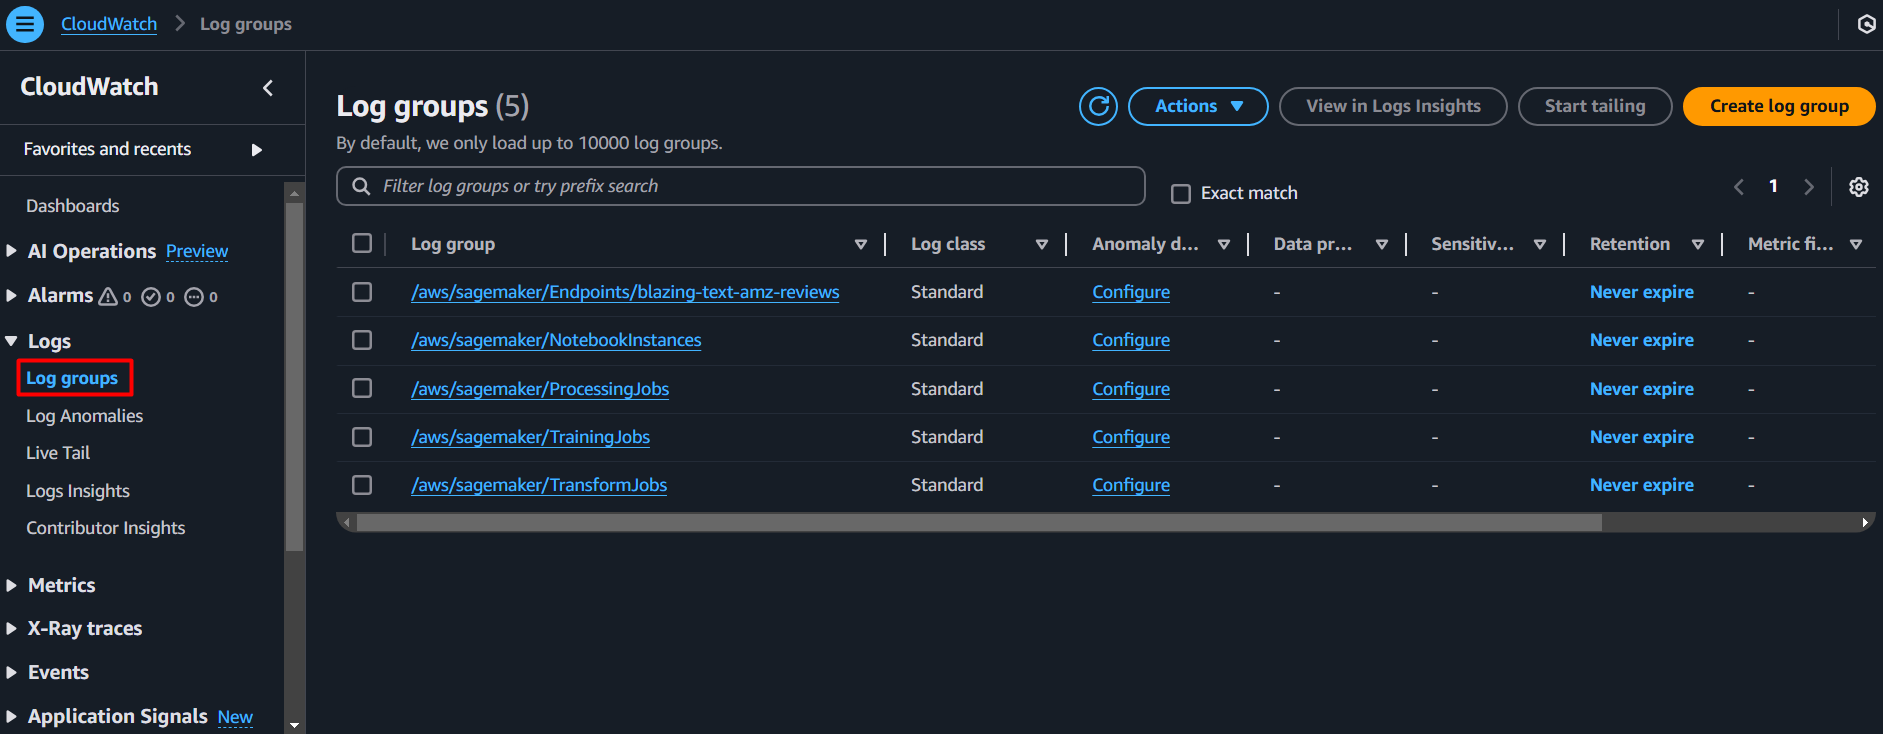 CloudWatch > Log groups
CloudWatch
Favorites and recents
Dashboards
AI Operations Preview
Alarms 0 0 0
Logs
Log groups
Log Anomalies
Live Tail
Logs Insights
Contributor Insights
Metrics
X-Ray traces
Events
Application Signals New
Log groups (5)
Actions
View in Logs Insights
Start tailing
Create log group
By default, we only load up to 10000 log groups.
Filter log groups or try prefix search
Exact match
1
Log group Log class Anomaly d... Data pr... Sensitiv... Retention Metric fi...
/aws/sagemaker/Endpoints/blazing-text-amz-reviews Standard Configure - - Never expire -
/aws/sagemaker/NotebookInstances Standard Configure - - Never expire -
/aws/sagemaker/ProcessingJobs Standard Configure - - Never expire -
/aws/sagemaker/TrainingJobs Standard Configure - - Never expire -
/aws/sagemaker/TransformJobs Standard Configure - - Never expire -